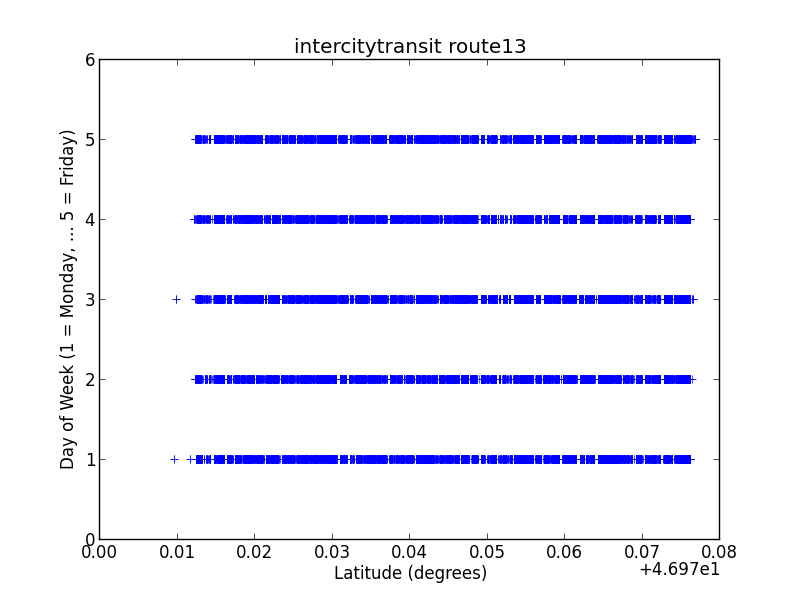 intercitytransit route13
6
5
4
3
2
1
0
Day of Week (1 = Monday, ... 5 = Friday)
0.00 0.01 0.02 0.03 0.04 0.05 0.06 0.07 0.08
+4.697e1
Latitude (degrees)